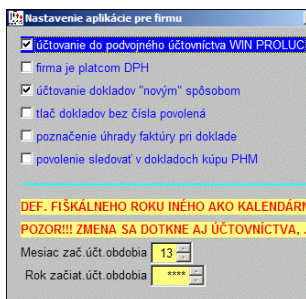 Nastavenie aplikácie pre firmu
účtovanie do podvojného účtovníctva WIN PROLUC
firma je platcom DPH
účtovanie dokladov "novým" spôsobom
tlač dokladov bez čísla povolená
poznačenie úhrady faktúry pri doklade
povolenie sledovať v dokladoch kúpu PHM
DEF. FIŠKÁLNEHO ROKU INÉHO AKO KALENDÁRN
POZOR!!! ZMENA SA DOTKNE AJ ÚČTOVNÍCTVA, .
Mesiac zač.účt.obdobia 13
Rok začiat.účt.obdobia ****